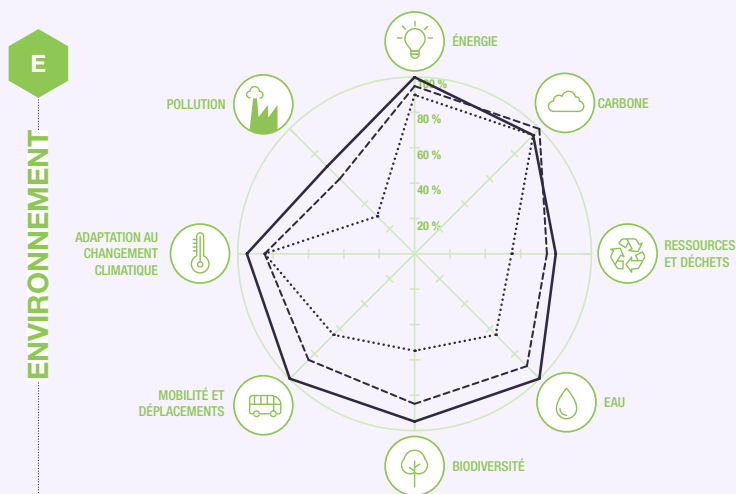 E
ENVIRONNEMENT
ÉNERGIE
CARBONE
RESSOURCES
ET DÉCHETS
EAU
BIODIVERSITÉ
MOBILITÉ ET
DÉPLACEMENTS
ADAPTATION AU
CHANGEMENT
CLIMATIQUE
POLLUTION
100 %
80 %
60 %
40 %
20 %